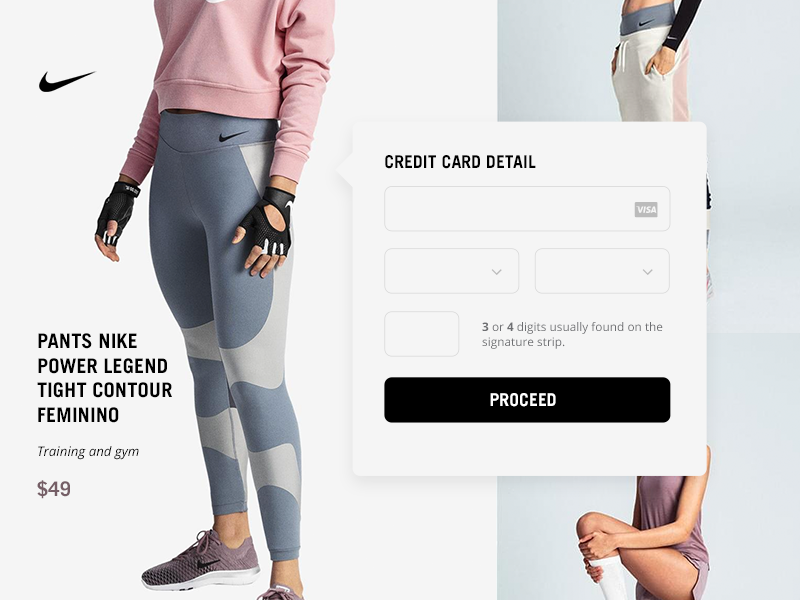 PANTS NIKE
POWER LEGEND
TIGHT CONTOUR
FEMININO
Training and gym
$49
CREDIT CARD DETAIL
VISA
3 or 4 digits usually found on the
signature strip.
PROCEED